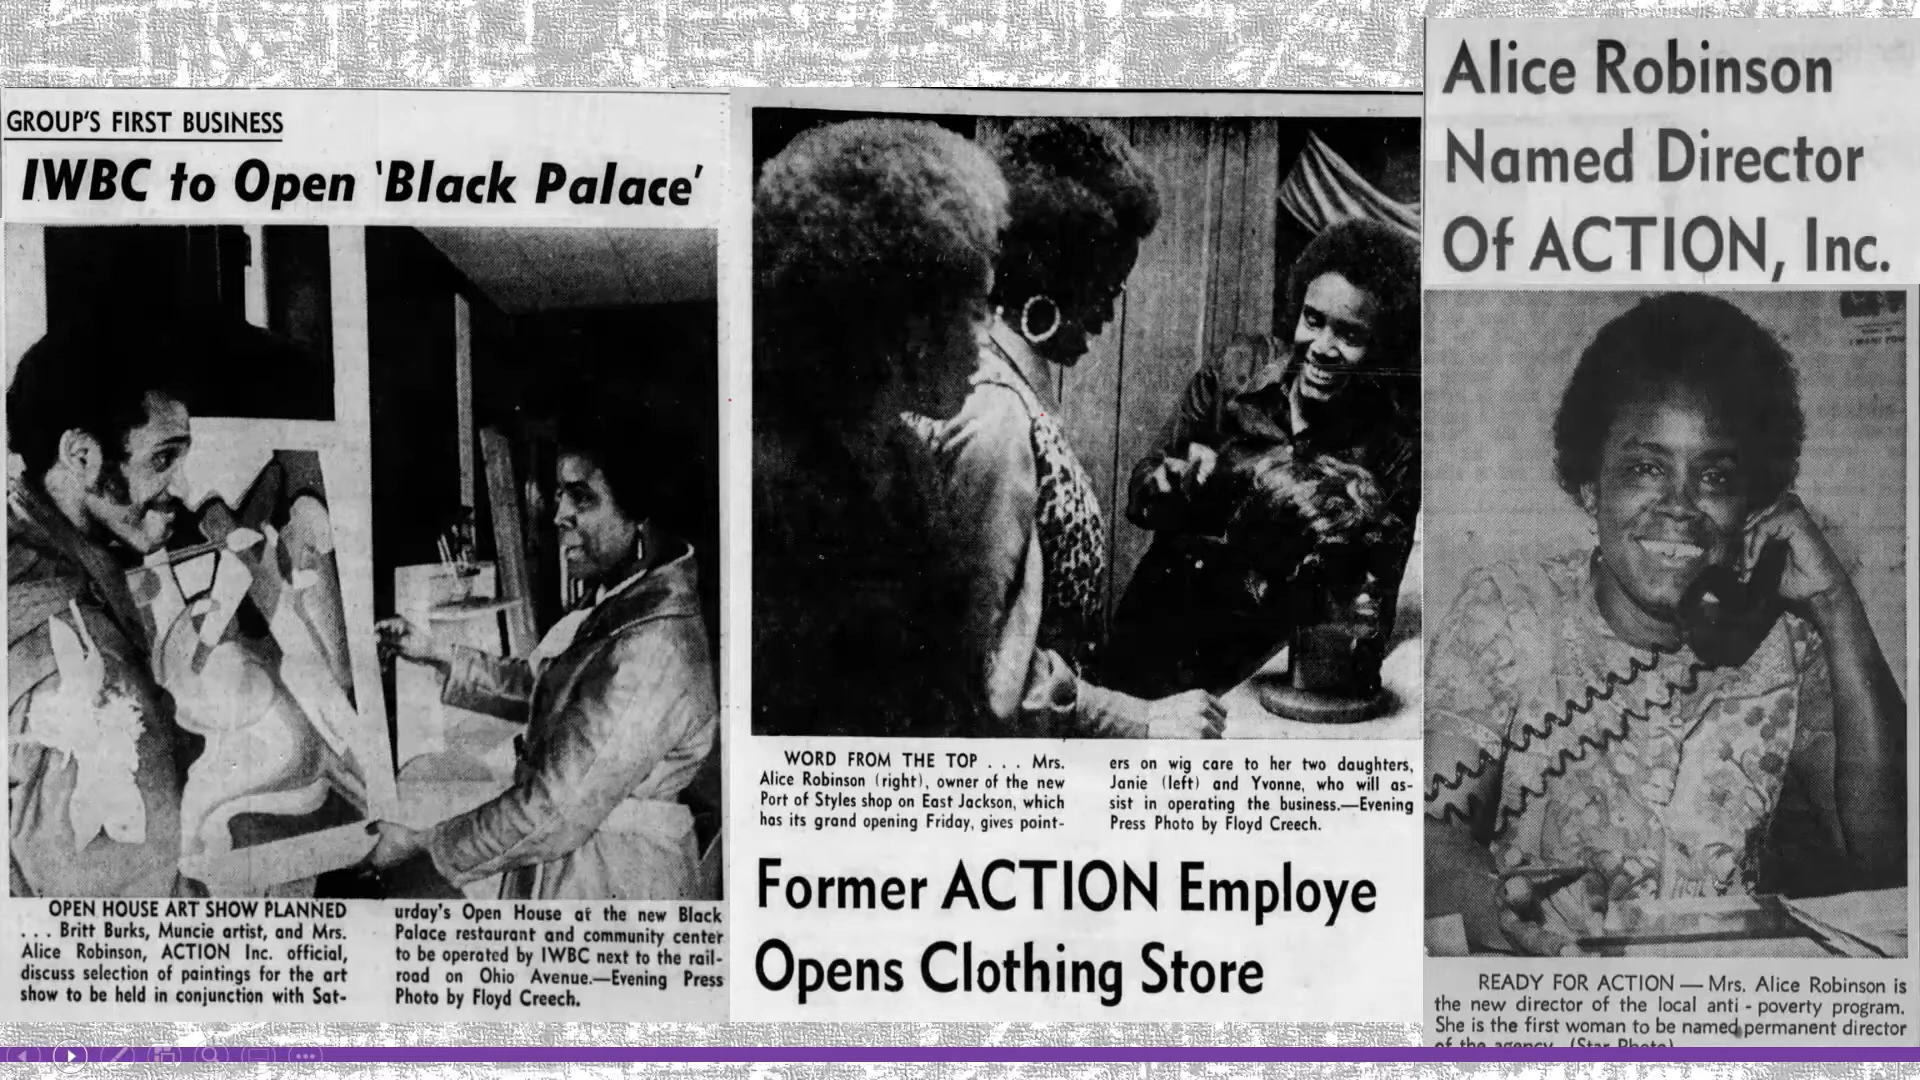 GROUP'S FIRST BUSINESS
IWBC to Open 'Black Palace'
OPEN HOUSE ART SHOW PLANNED
. . . Britt Burks, Muncie artist, and Mrs.
Alice Robinson, ACTION Inc. official,
discuss selection of paintings for the art
show to be held in conjunction with Sat-
urday's Open House at the new Black
Palace restaurant and community center
to be operated by IWBC next to the rail-
road on Ohio Avenue.—Evening Press
Photo by Floyd Creech.
WORD FROM THE TOP . . . Mrs.
Alice Robinson (right), owner of the new
Port of Styles shop on East Jackson, which
has its grand opening Friday, gives point-
ers on wig care to her two daughters,
Janie (left) and Yvonne, who will as-
sist in operating the business.—Evening
Press Photo by Floyd Creech.
Former ACTION Employe
Opens Clothing Store
Alice Robinson
Named Director
Of ACTION, Inc.
READY FOR ACTION — Mrs. Alice Robinson is
the new director of the local anti - poverty program.
She is the first woman to be named permanent director
of the agency. (Star Photo)